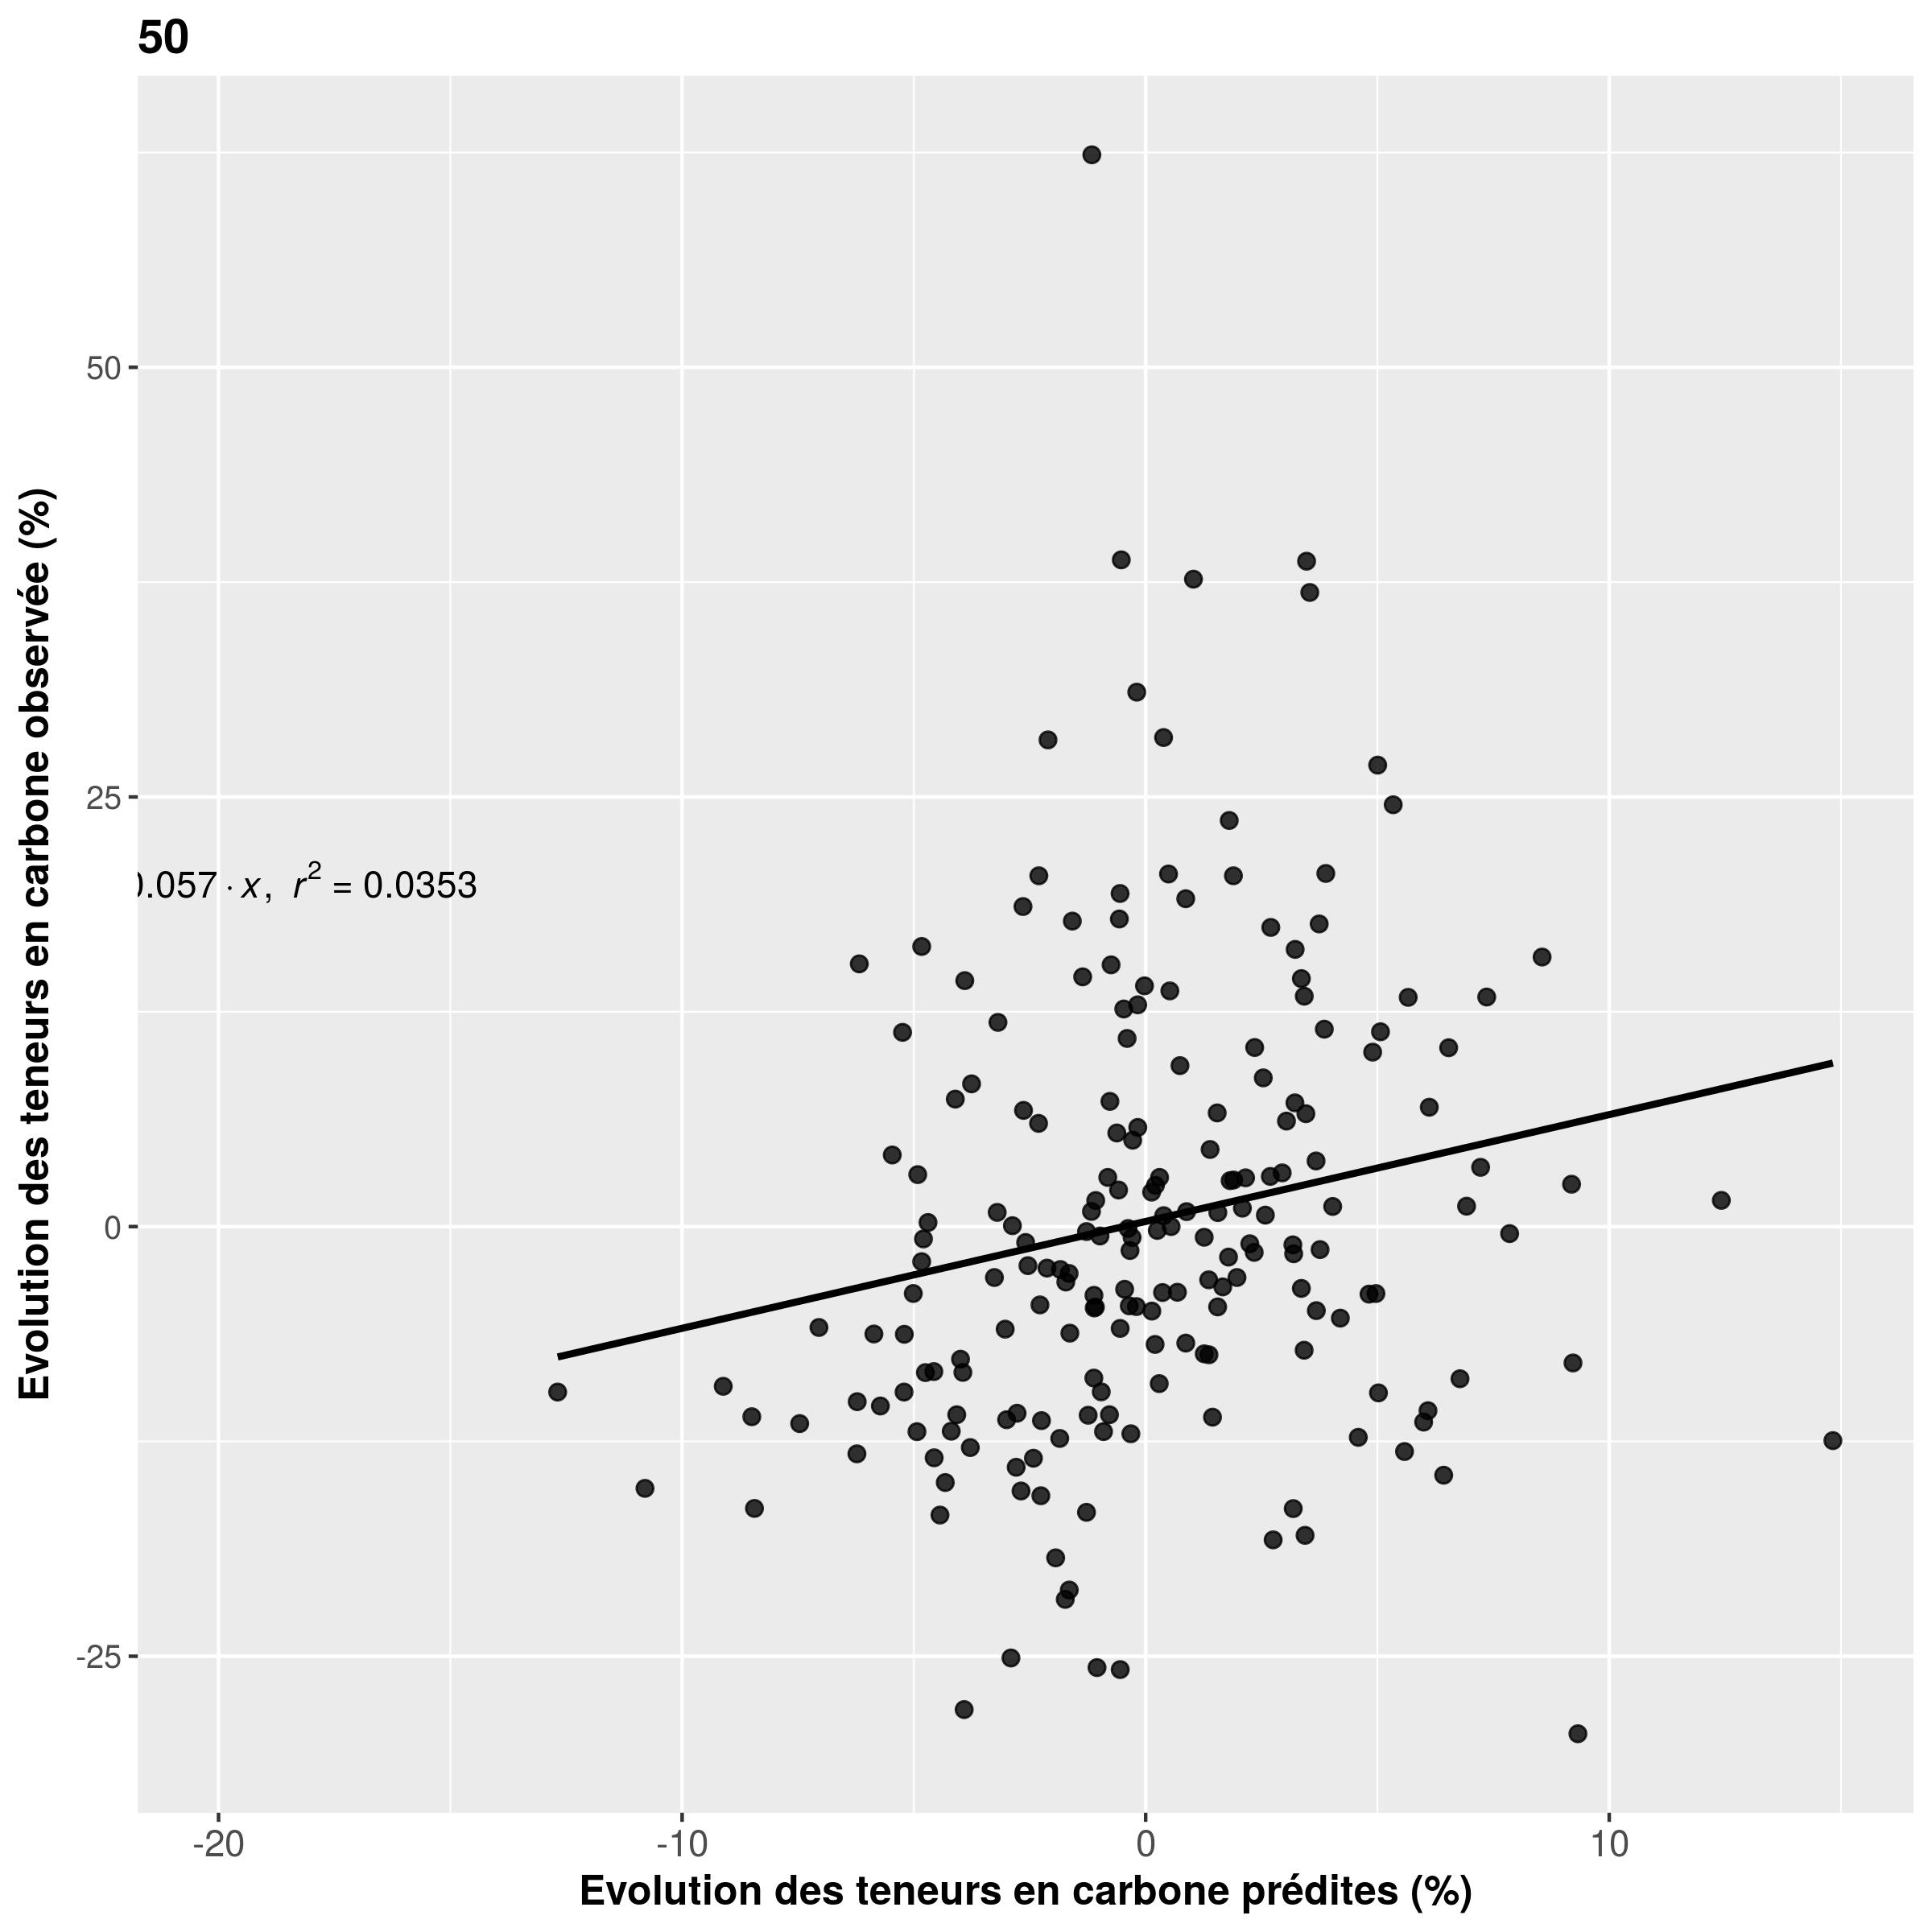 50
Evolution des teneurs en carbone observée (%)
50
25
0
-25
0.057 · x, r² = 0.0353
-20 -10 0 10
Evolution des teneurs en carbone prédites (%)